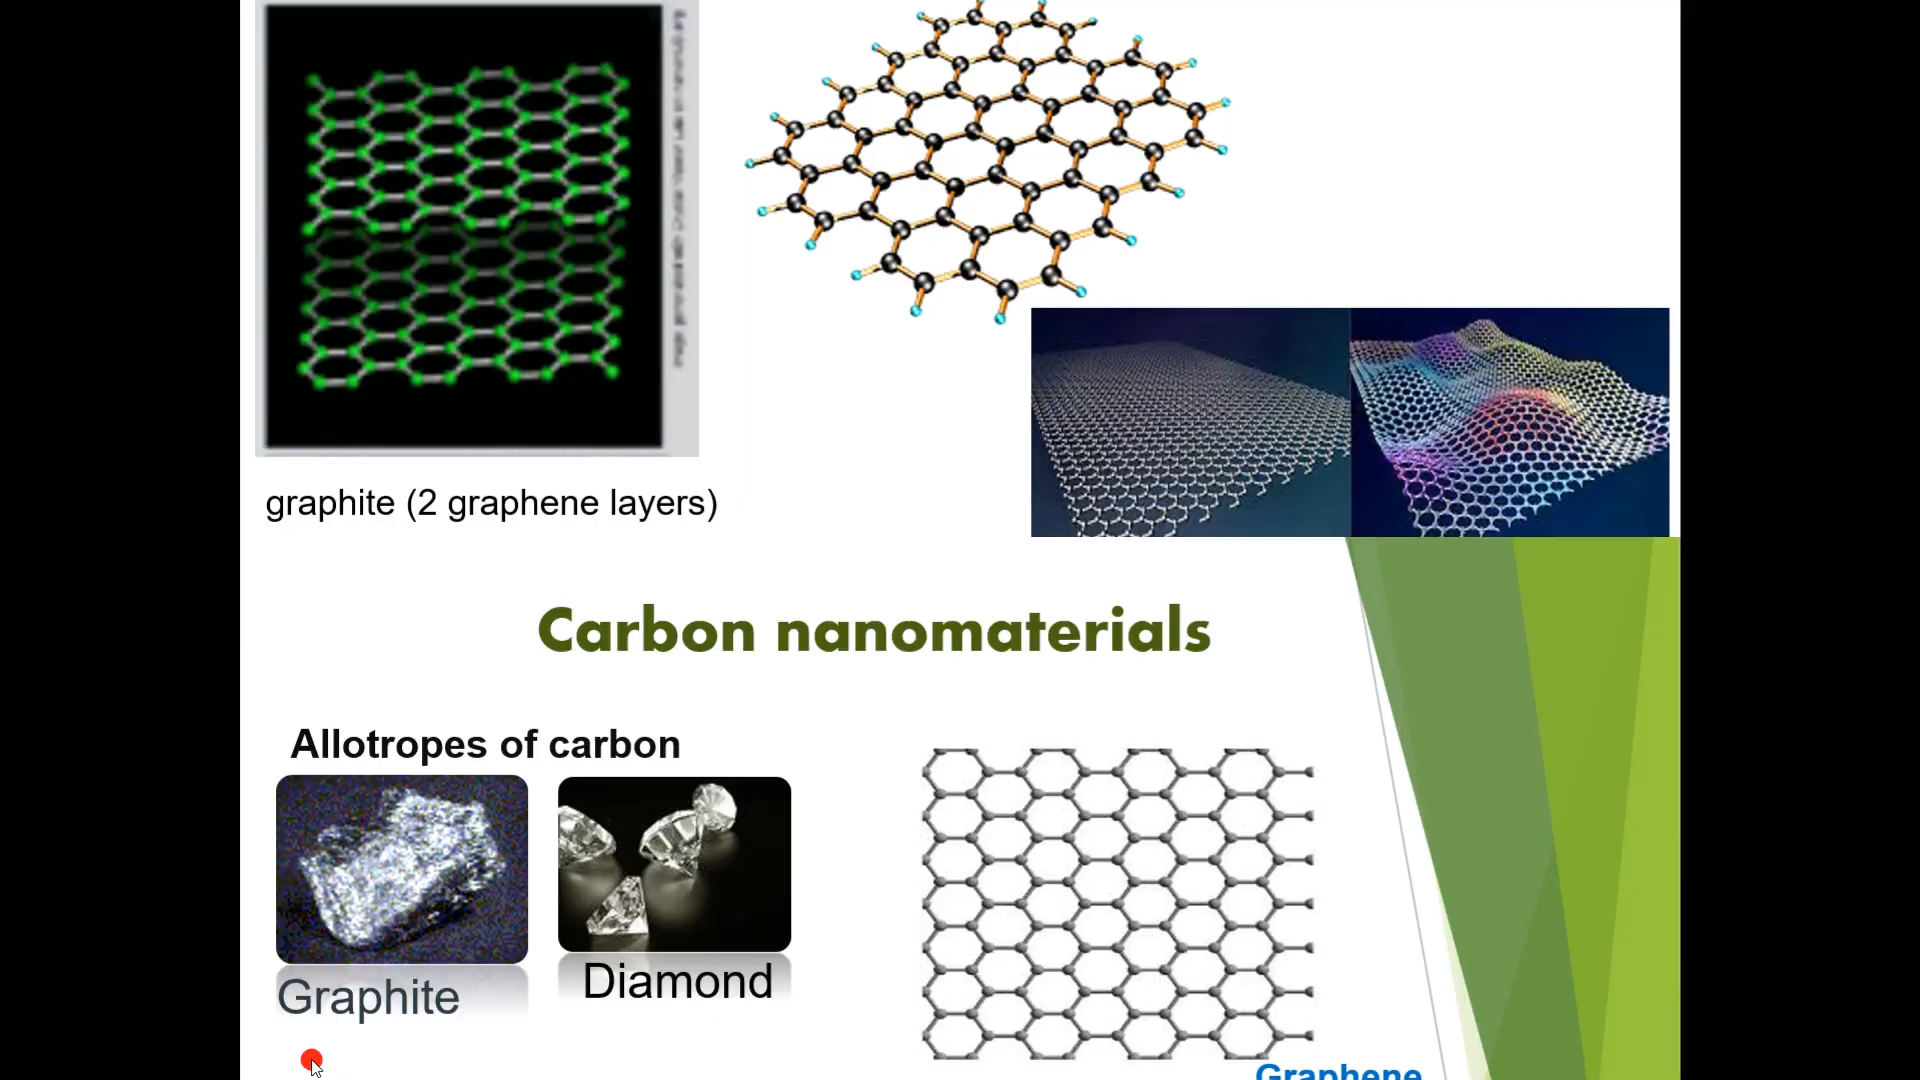 graphite (2 graphene layers)
Carbon nanomaterials
Allotropes of carbon
Graphite
Diamond
Graphene